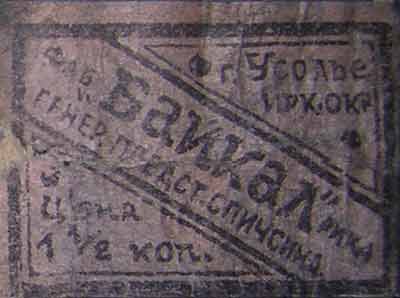 г. Усолье
ИРК. ОКР.
ФАБ.
"Байкал"
ГЕНЕР. ПРЕДСТ. СПИЧСИНД.
Цена
1 1/2 коп.